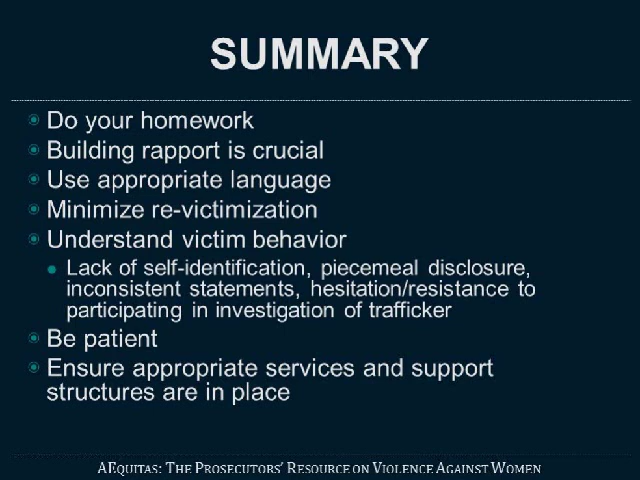 SUMMARY
Do your homework
Building rapport is crucial
Use appropriate language
Minimize re-victimization
Understand victim behavior
Lack of self-identification, piecemeal disclosure,
inconsistent statements, hesitation/resistance to
participating in investigation of trafficker
Be patient
Ensure appropriate services and support
structures are in place
AEQUITAS: THE PROSECUTORS' RESOURCE ON VIOLENCE AGAINST WOMEN